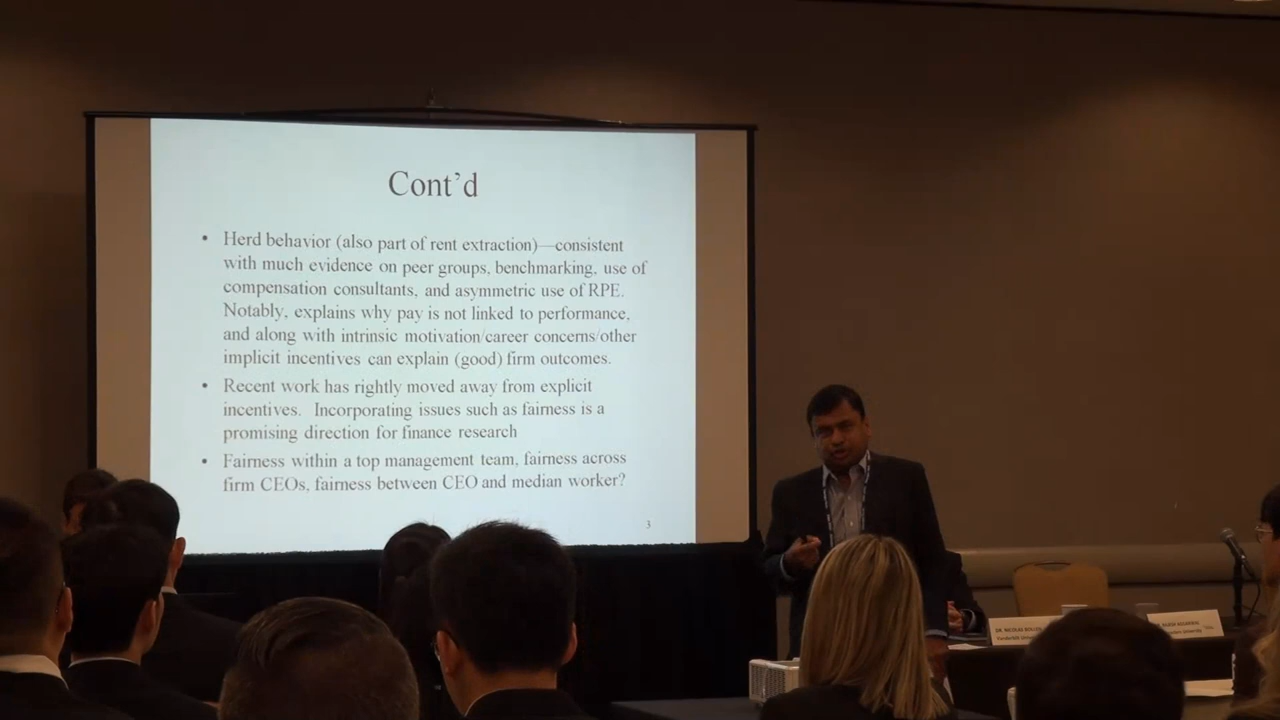 Cont'd
• Herd behavior (also part of rent extraction)—consistent
with much evidence on peer groups, benchmarking, use of
compensation consultants, and asymmetric use of RPE.
Notably, explains why pay is not linked to performance,
and along with intrinsic motivation/career concerns/other
implicit incentives can explain (good) firm outcomes.
• Recent work has rightly moved away from explicit
incentives. Incorporating issues such as fairness is a
promising direction for finance research
• Fairness within a top management team, fairness across
firm CEOs, fairness between CEO and median worker?
3
DR. NICOLAS
University